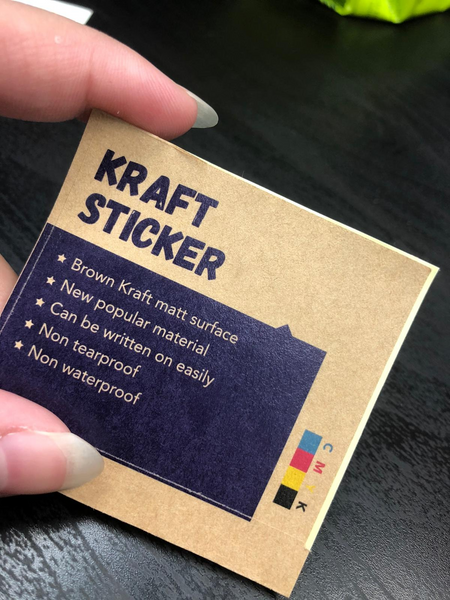 KRAFT
STICKER
★ Brown Kraft matt surface
★ New popular material
★ Can be written on easily
★ Non tearproof
★ Non waterproof
C
M
Y
K